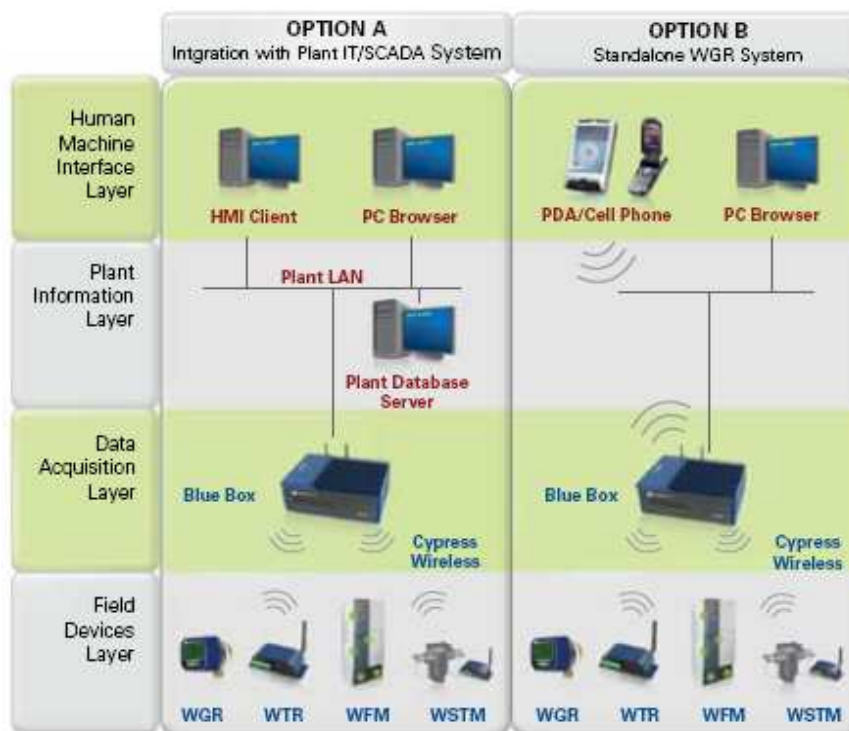 OPTION A
Intgration with Plant IT/SCADA System
OPTION B
Standalone WGR System
Human
Machine
Interface
Layer
HMI Client
PC Browser
PDA/Cell Phone
PC Browser
Plant
Information
Layer
Plant LAN
Plant Database
Server
Data
Acquisition
Layer
Blue Box
Cypress
Wireless
Blue Box
Cypress
Wireless
Field
Devices
Layer
WGR
WTR
WFM
WSTM
WGR
WTR
WFM
WSTM